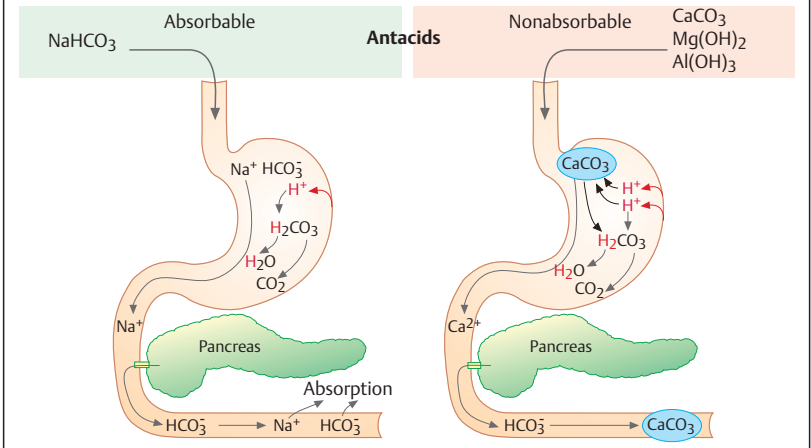 Absorbable
NaHCO3
Antacids
Nonabsorbable
CaCO3
Mg(OH)2
Al(OH)3
Na+ HCO3-
H+
H2CO3
H2O
CO2
Na+
Pancreas
Absorption
HCO3-
Na+
HCO3-
CaCO3
H+
H+
H2CO3
H2O
CO2
Ca2+
Pancreas
HCO3-
CaCO3